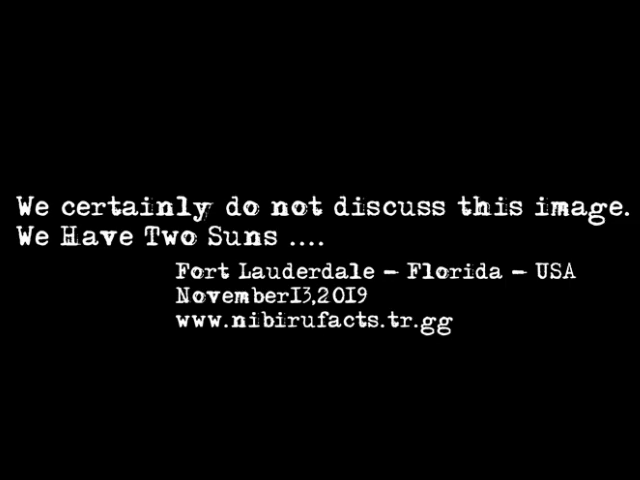 We certainly do not discuss this image.
We Have Two Suns ....
Fort Lauderdale – Florida – USA
November13,2019
www.nibirufacts.tr.gg